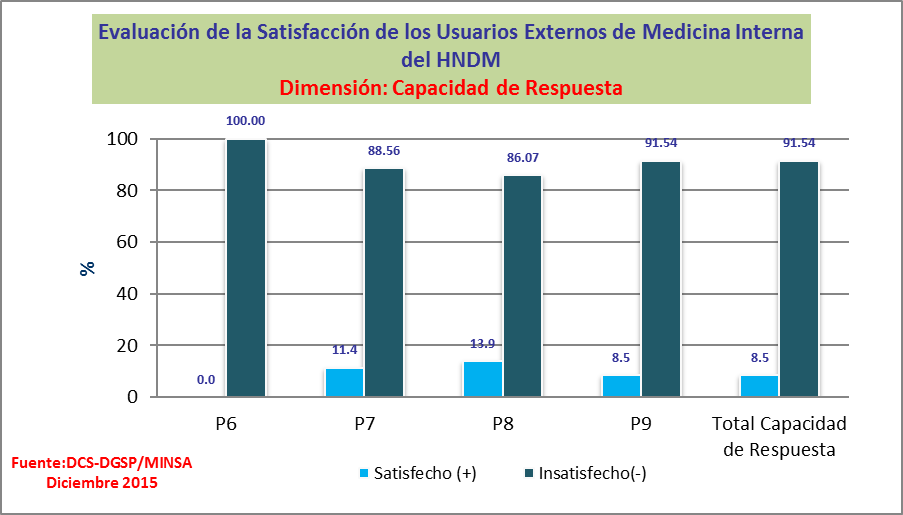 Evaluación de la Satisfacción de los Usuarios Externos de Medicina Interna
del HNDM
Dimensión: Capacidad de Respuesta
100.00
88.56
86.07
91.54
91.54
0.0
11.4
13.9
8.5
8.5
100
80
60
40
20
0
%
P6
P7
P8
P9
Total Capacidad
de Respuesta
Fuente:DCS-DGSP/MINSA
Diciembre 2015
Satisfecho (+)
Insatisfecho(-)